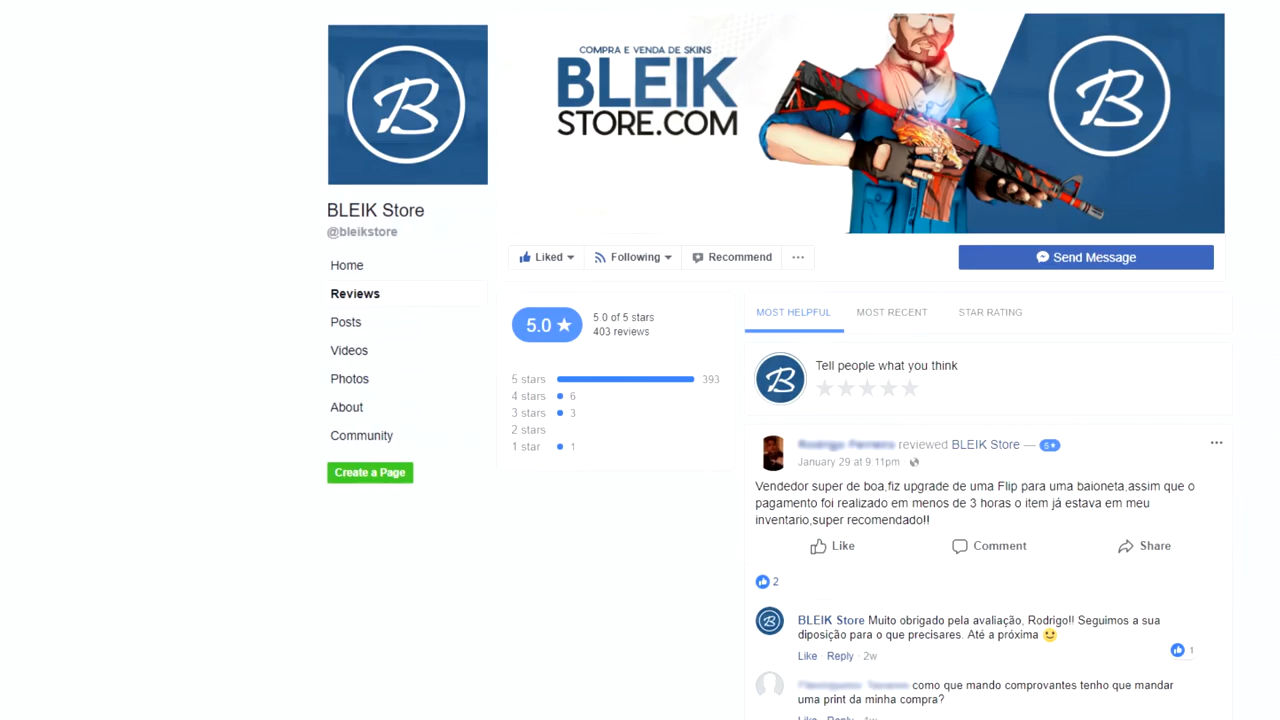 COMPRA E VENDA DE SKINS
BLEIK
STORE.COM
B
B
BLEIK Store
@bleikstore
Home
Reviews
Posts
Videos
Photos
About
Community
Create a Page
Liked
Following
Recommend
Send Message
5.0
5.0 of 5 stars
403 reviews
5 stars 393
4 stars 6
3 stars 3
2 stars
1 star 1
MOST HELPFUL MOST RECENT STAR RATING
B
Tell people what you think
reviewed BLEIK Store — 5
January 29 at 9:11pm
Vendedor super de boa,fiz upgrade de uma Flip para uma baioneta,assim que o
pagamento foi realizado em menos de 3 horas o item já estava em meu
inventario,super recomendado!!
Like Comment Share
2
B
BLEIK Store Muito obrigado pela avaliação, Rodrigo!! Seguimos a sua
diposição para o que precisares. Até a próxima
Like · Reply · 2w
1
como que mando comprovantes tenho que mandar
uma print da minha compra?
Like · Reply · 1w